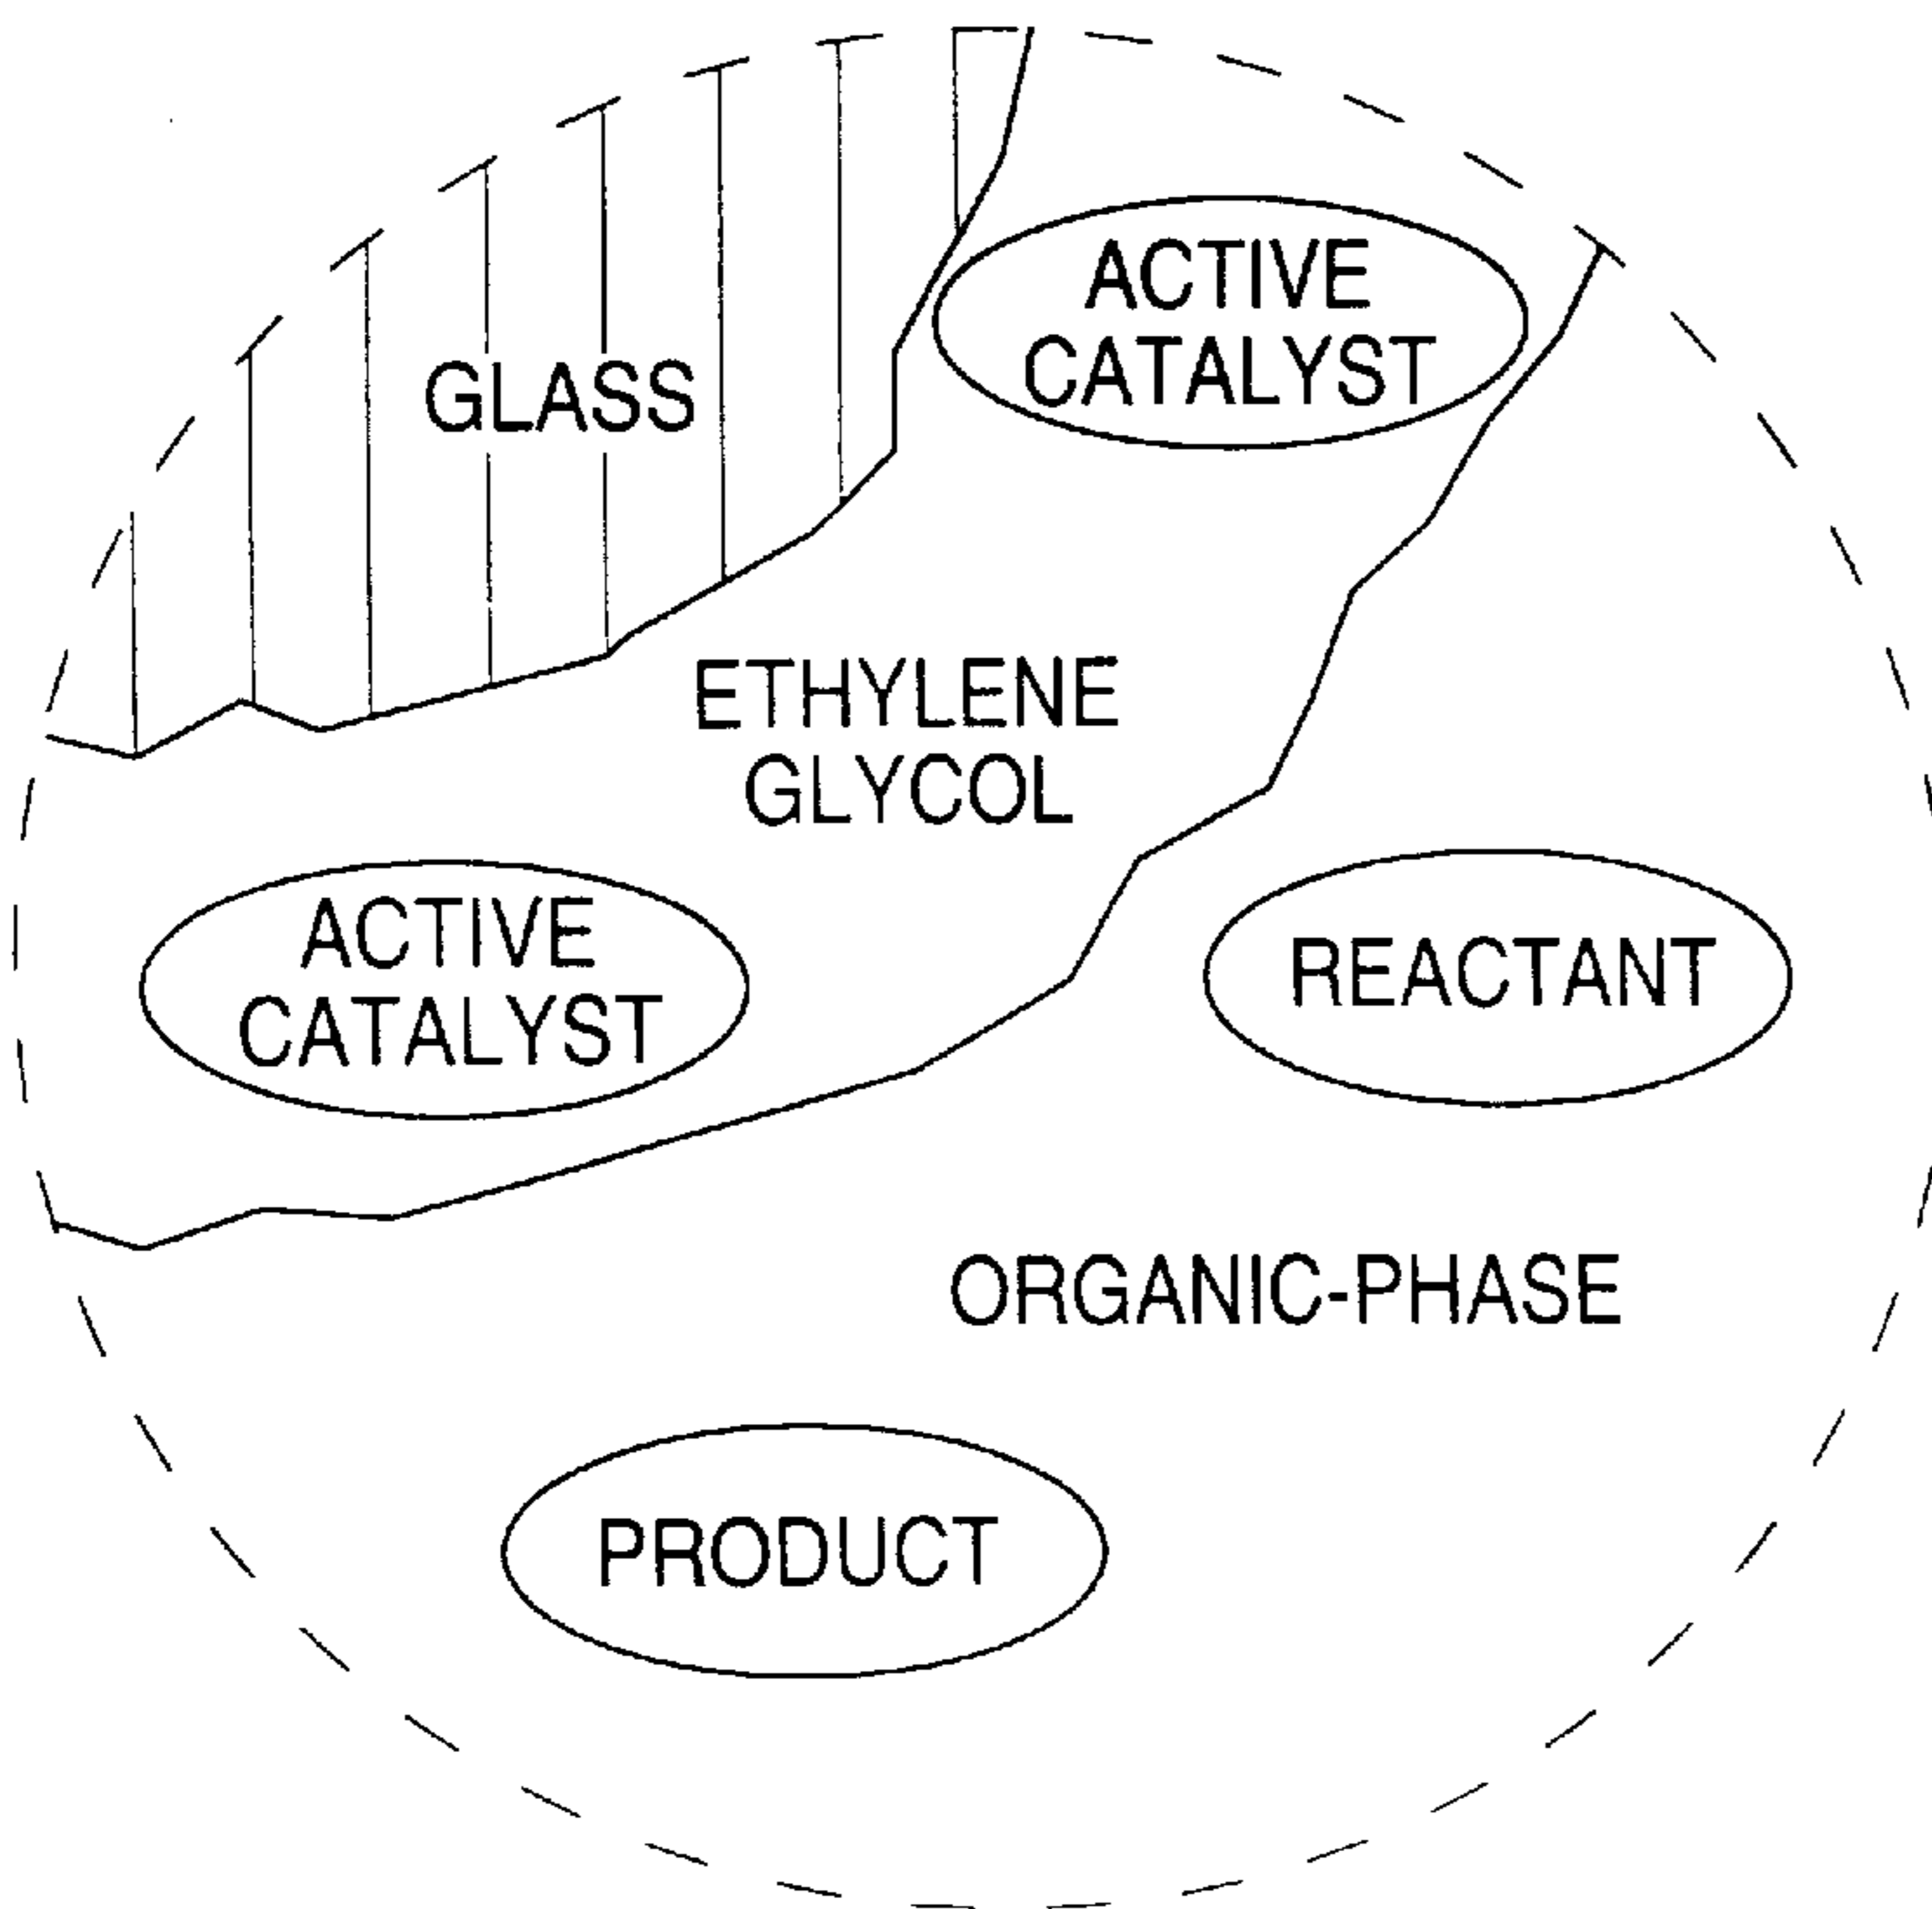 ACTIVE
CATALYST
GLASS
ETHYLENE
GLYCOL
ACTIVE
CATALYST
REACTANT
ORGANIC-PHASE
PRODUCT